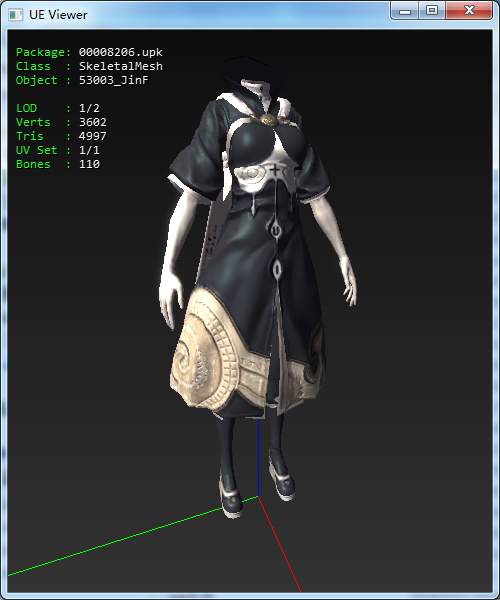 UE Viewer
Package: 00008206.upk
Class : SkeletalMesh
Object : 53003_JinF
LOD : 1/2
Verts : 3602
Tris : 4997
UV Set : 1/1
Bones : 110